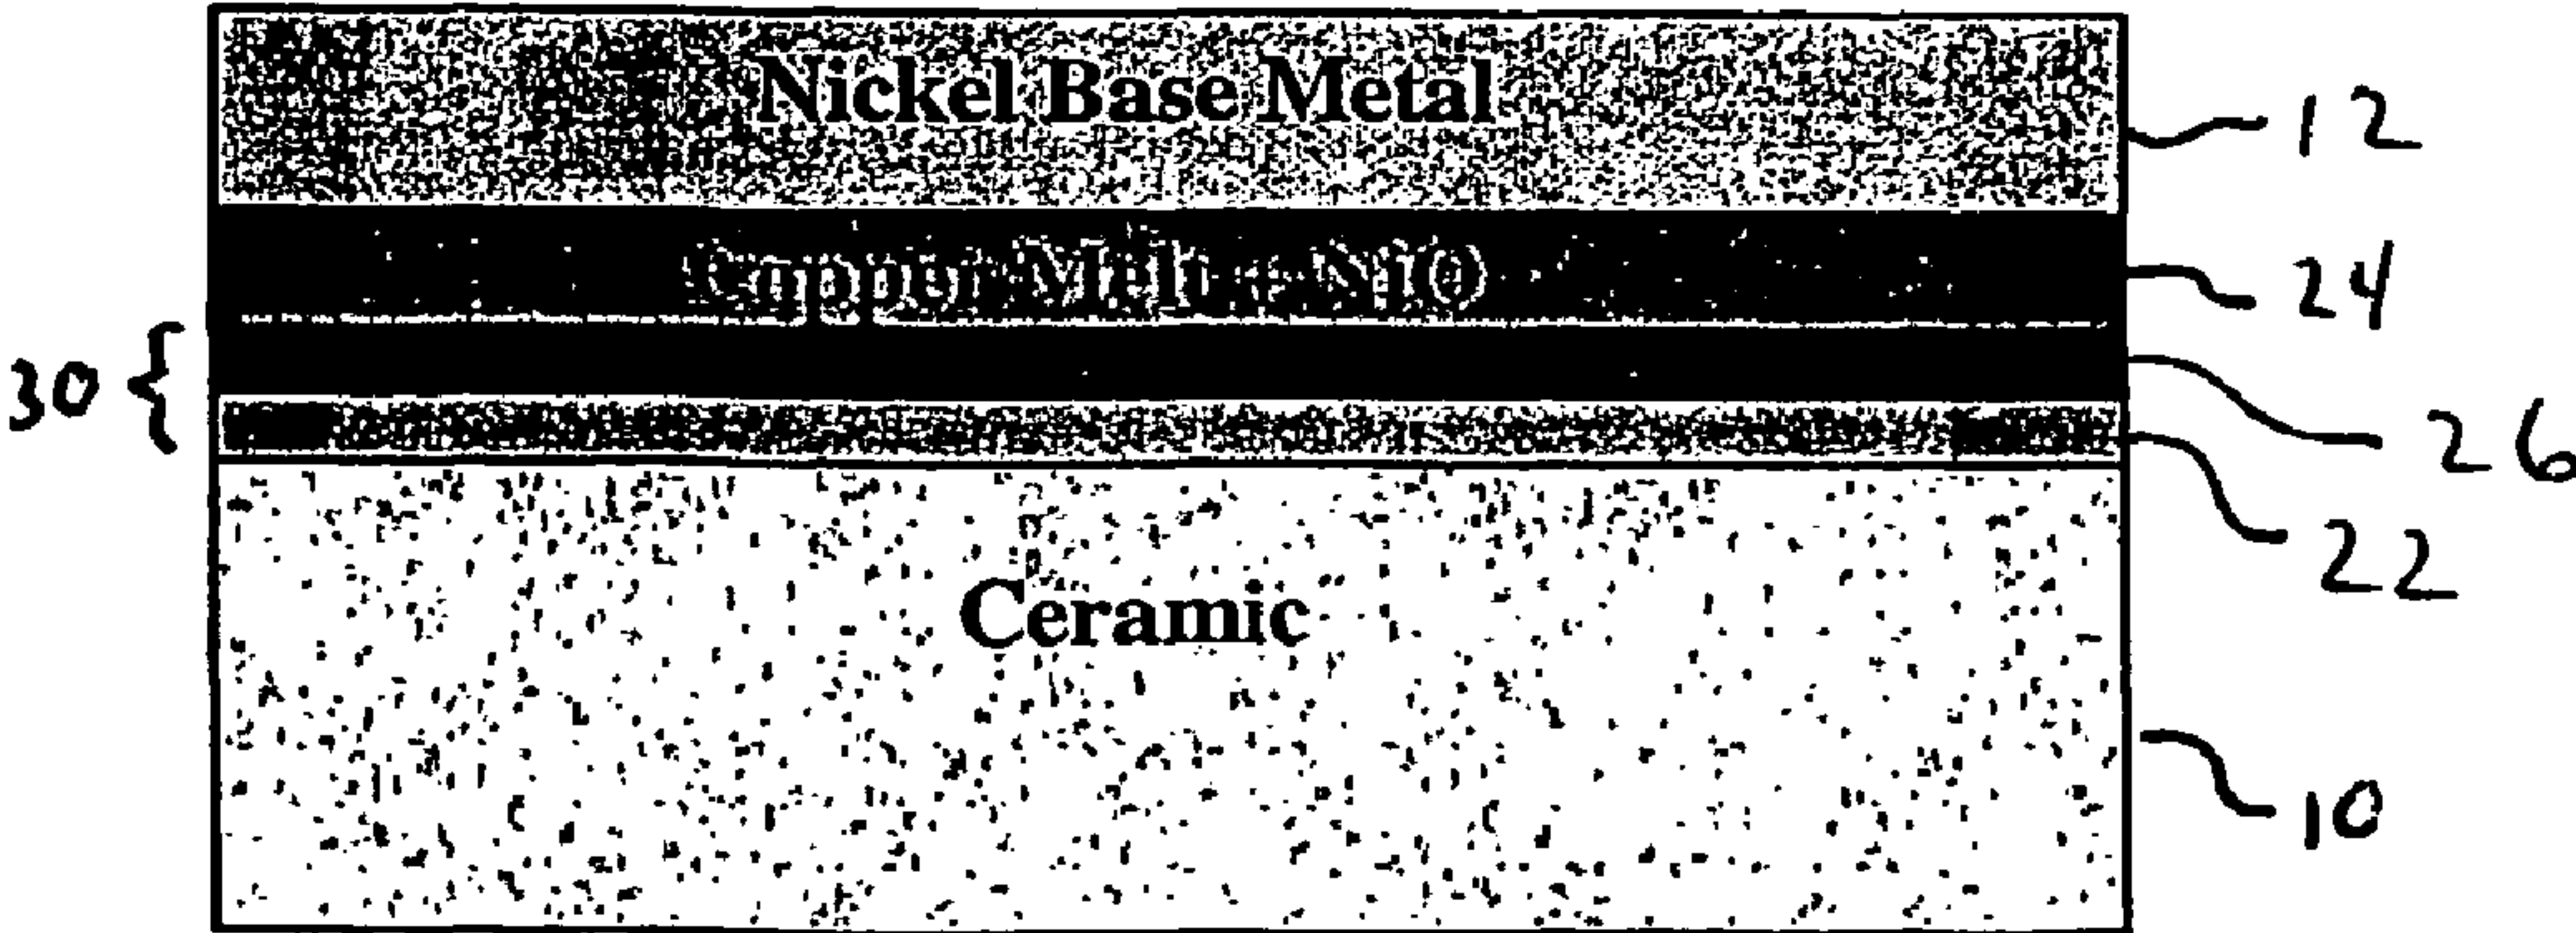 Nickel Base Metal
12
Copper Melt + NiO
24
30
26
22
Ceramic
10